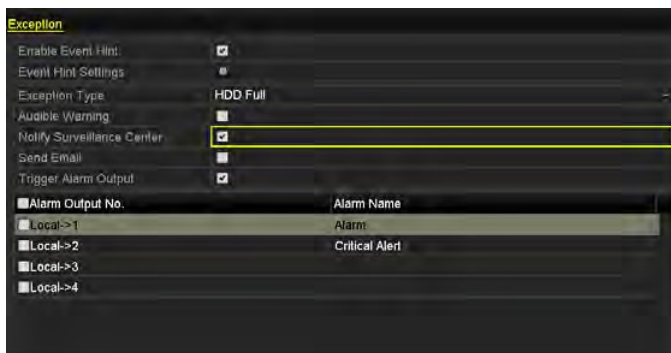 Exception
Enable Event Hint
Event Hint Settings
Exception Type HDD Full
Audible Warning
Notify Surveillance Center
Send Email
Trigger Alarm Output
Alarm Output No. Alarm Name
Local->1 Alarm
Local->2 Critical Alert
Local->3
Local->4